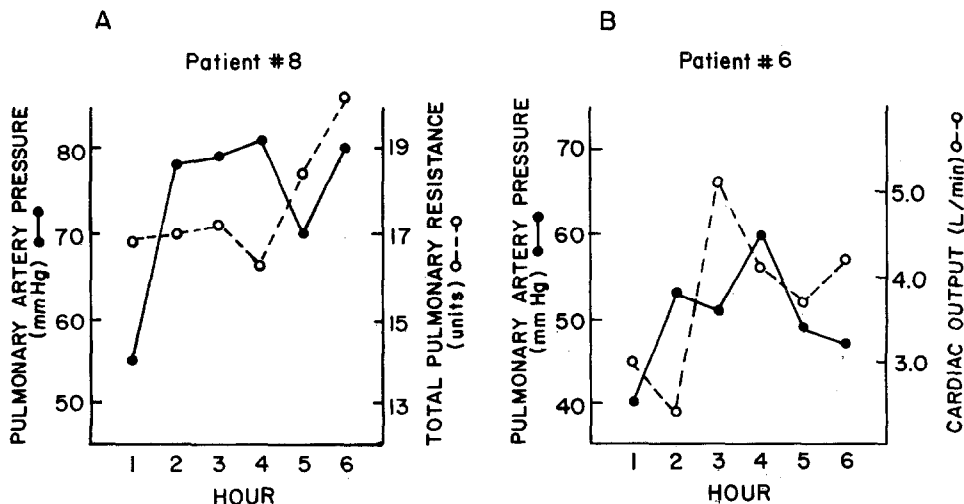 A
Patient #8
PULMONARY ARTERY PRESSURE
(mmHg)
80
70
60
50
19
17
15
13
TOTAL PULMONARY RESISTANCE
(units)
1 2 3 4 5 6
HOUR
B
Patient #6
PULMONARY ARTERY PRESSURE
(mm Hg)
70
60
50
40
5.0
4.0
3.0
CARDIAC OUTPUT (L/min)
1 2 3 4 5 6
HOUR